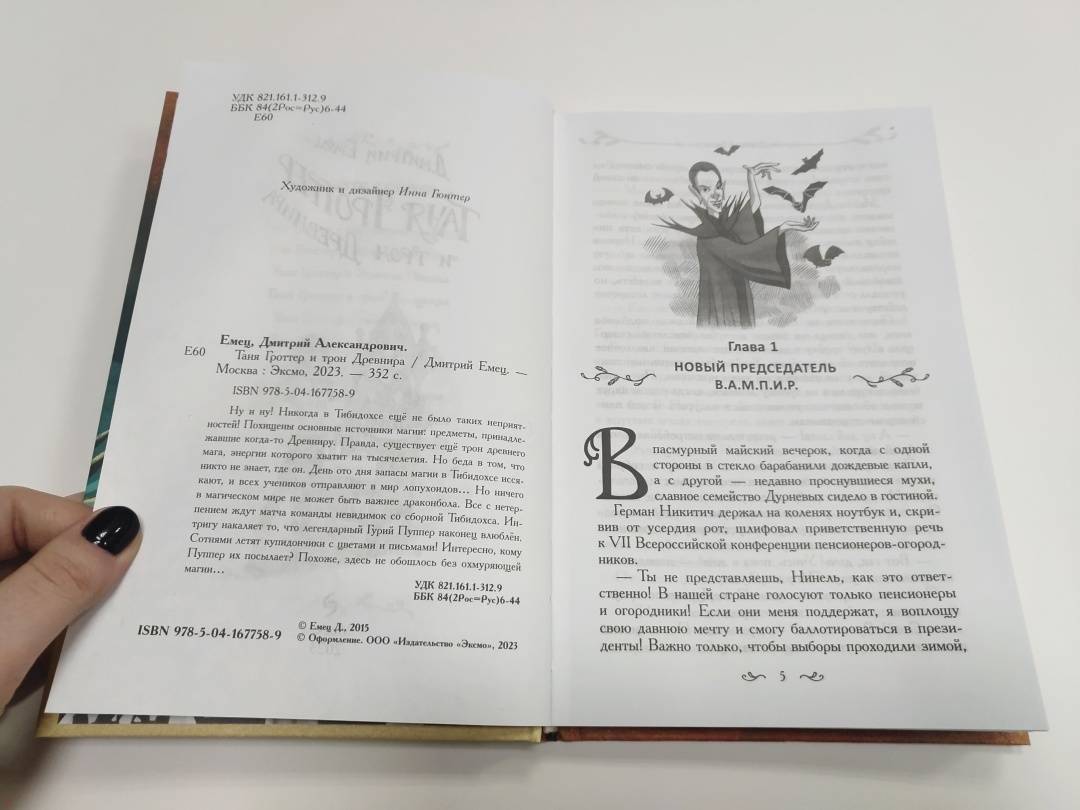 УДК 821.161.1-312.9
ББК 84(2Рос=Рус)6-44
Е60
Художник и дизайнер Инна Гюнтер
Емец, Дмитрий Александрович.
Е60 Таня Гроттер и трон Древнира / Дмитрий Емец. —
Москва : Эксмо, 2023. — 352 с.
ISBN 978-5-04-167758-9
Ну и ну! Никогда в Тибидохсе ещё не было таких неприят-
ностей! Похищены основные источники магии: предметы, принадле-
жавшие когда-то Древниру. Правда, существует ещё трон древнего
мага, энергии которого хватит на тысячелетия. Но беда в том, что
никто не знает, где он. День ото дня запасы магии в Тибидохсе исся-
кают, и всех учеников отправляют в мир лопухоидов... Но ничего
в магическом мире не может быть важнее драконбола. Все с нетер-
пением ждут матча команды невидимок со сборной Тибидохса. Ин-
тригу накаляет то, что легендарный Гурий Пуппер наконец влюблён.
Сотнями летят купидончики с цветами и письмами! Интересно, кому
Пуппер их посылает? Похоже, здесь не обошлось без охмуряющей
магии...
УДК 821.161.1-312.9
ББК 84(2Рос=Рус)6-44
© Емец Д., 2015
ISBN 978-5-04-167758-9 © Оформление. ООО «Издательство «Эксмо», 2023
Глава 1
НОВЫЙ ПРЕДСЕДАТЕЛЬ
В.А.М.П.И.Р.
В пасмурный майский вечерок, когда с одной
стороны в стекло барабанили дождевые капли,
а с другой — недавно проснувшиеся мухи,
славное семейство Дурневых сидело в гостиной.
Герман Никитич держал на коленях ноутбук и, скри-
вив от усердия рот, шлифовал приветственную речь
к VII Всероссийской конференции пенсионеров-огород-
ников.
— Ты не представляешь, Нинель, как это ответ-
ственно! В нашей стране голосуют только пенсионеры
и огородники! Если они меня поддержат, я воплощу
свою давнюю мечту и смогу баллотироваться в прези-
денты! Важно только, чтобы выборы проходили зимой,
5